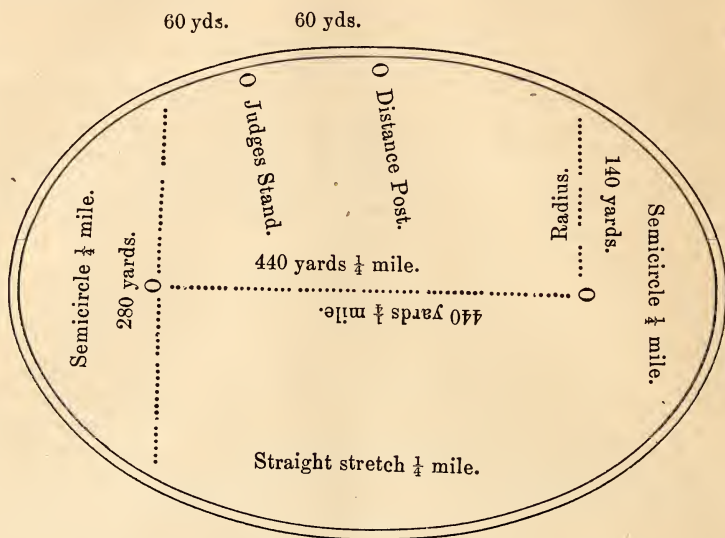 60 yds. 60 yds.
O Judges Stand.
O Distance Post.
Semicircle ¼ mile.
280 yards.
O
440 yards ¼ mile.
440 yards ¼ mile.
O
Radius.
140 yards.
Semicircle ¼ mile.
Straight stretch ¼ mile.